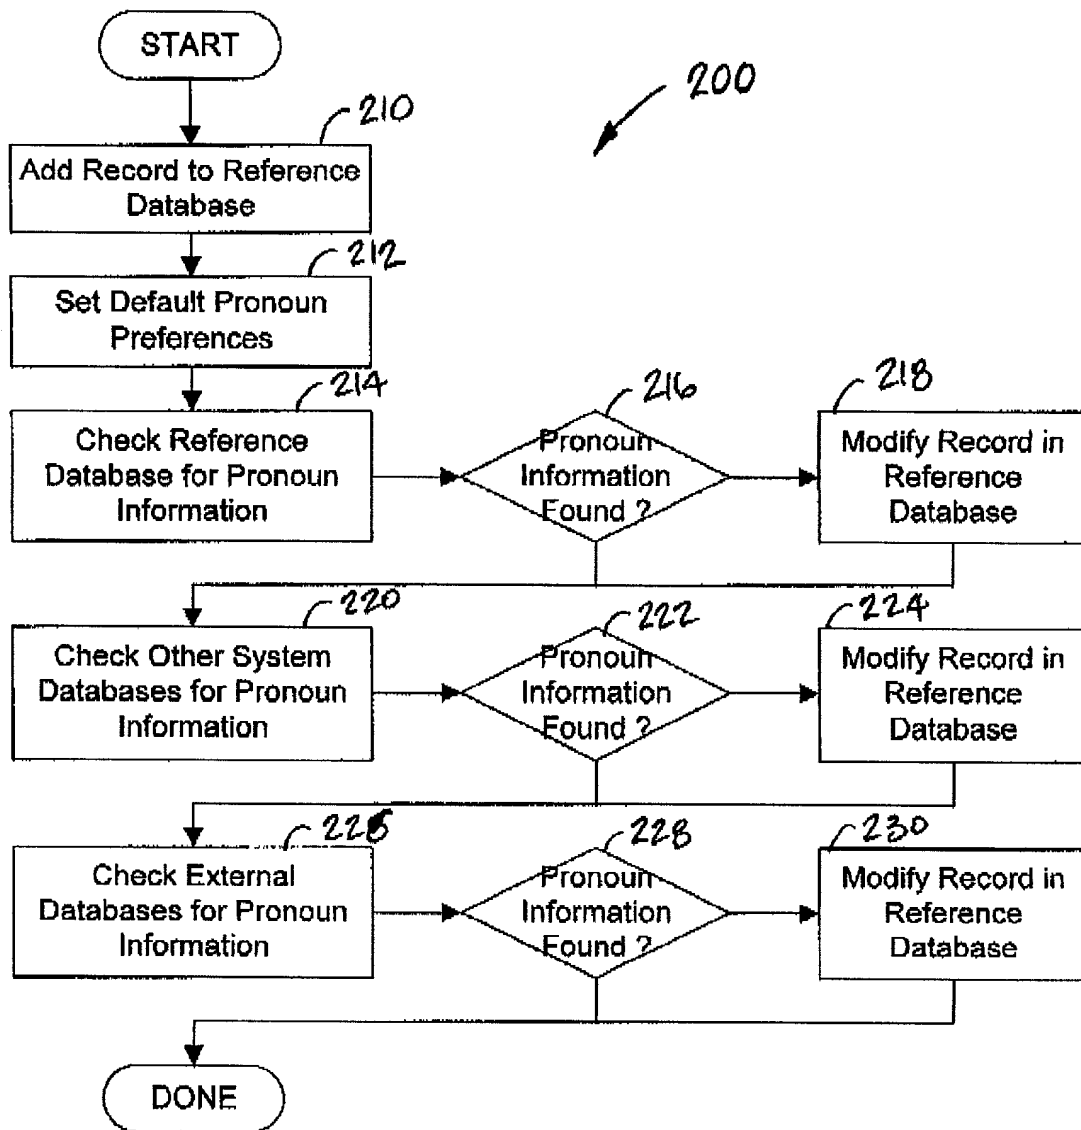 START
200
210
Add Record to Reference
Database
212
Set Default Pronoun
Preferences
214
Check Reference
Database for Pronoun
Information
216
Pronoun
Information
Found ?
218
Modify Record in
Reference
Database
220
Check Other System
Databases for Pronoun
Information
222
Pronoun
Information
Found ?
224
Modify Record in
Reference
Database
226
Check External
Databases for Pronoun
Information
228
Pronoun
Information
Found ?
230
Modify Record in
Reference
Database
DONE